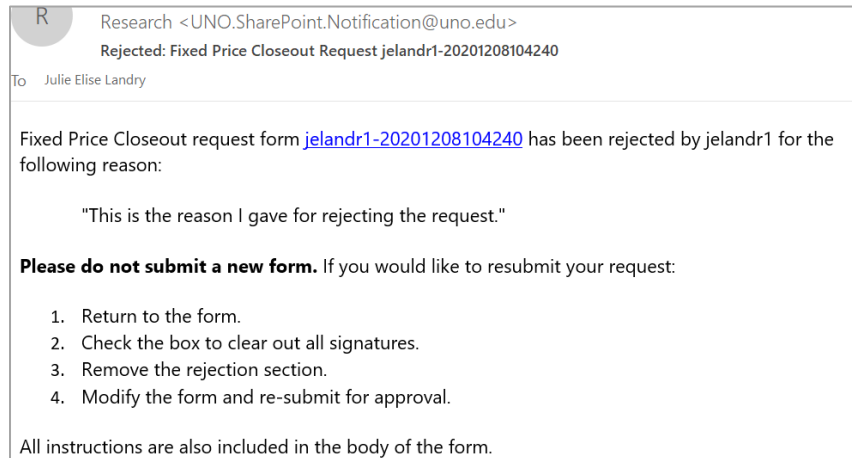 R
Research <UNO.SharePoint.Notification@uno.edu>
Rejected: Fixed Price Closeout Request jelandr1-20201208104240
To Julie Elise Landry
Fixed Price Closeout request form jelandr1-20201208104240 has been rejected by jelandr1 for the
following reason:
"This is the reason I gave for rejecting the request."
Please do not submit a new form. If you would like to resubmit your request:
1. Return to the form.
2. Check the box to clear out all signatures.
3. Remove the rejection section.
4. Modify the form and re-submit for approval.
All instructions are also included in the body of the form.